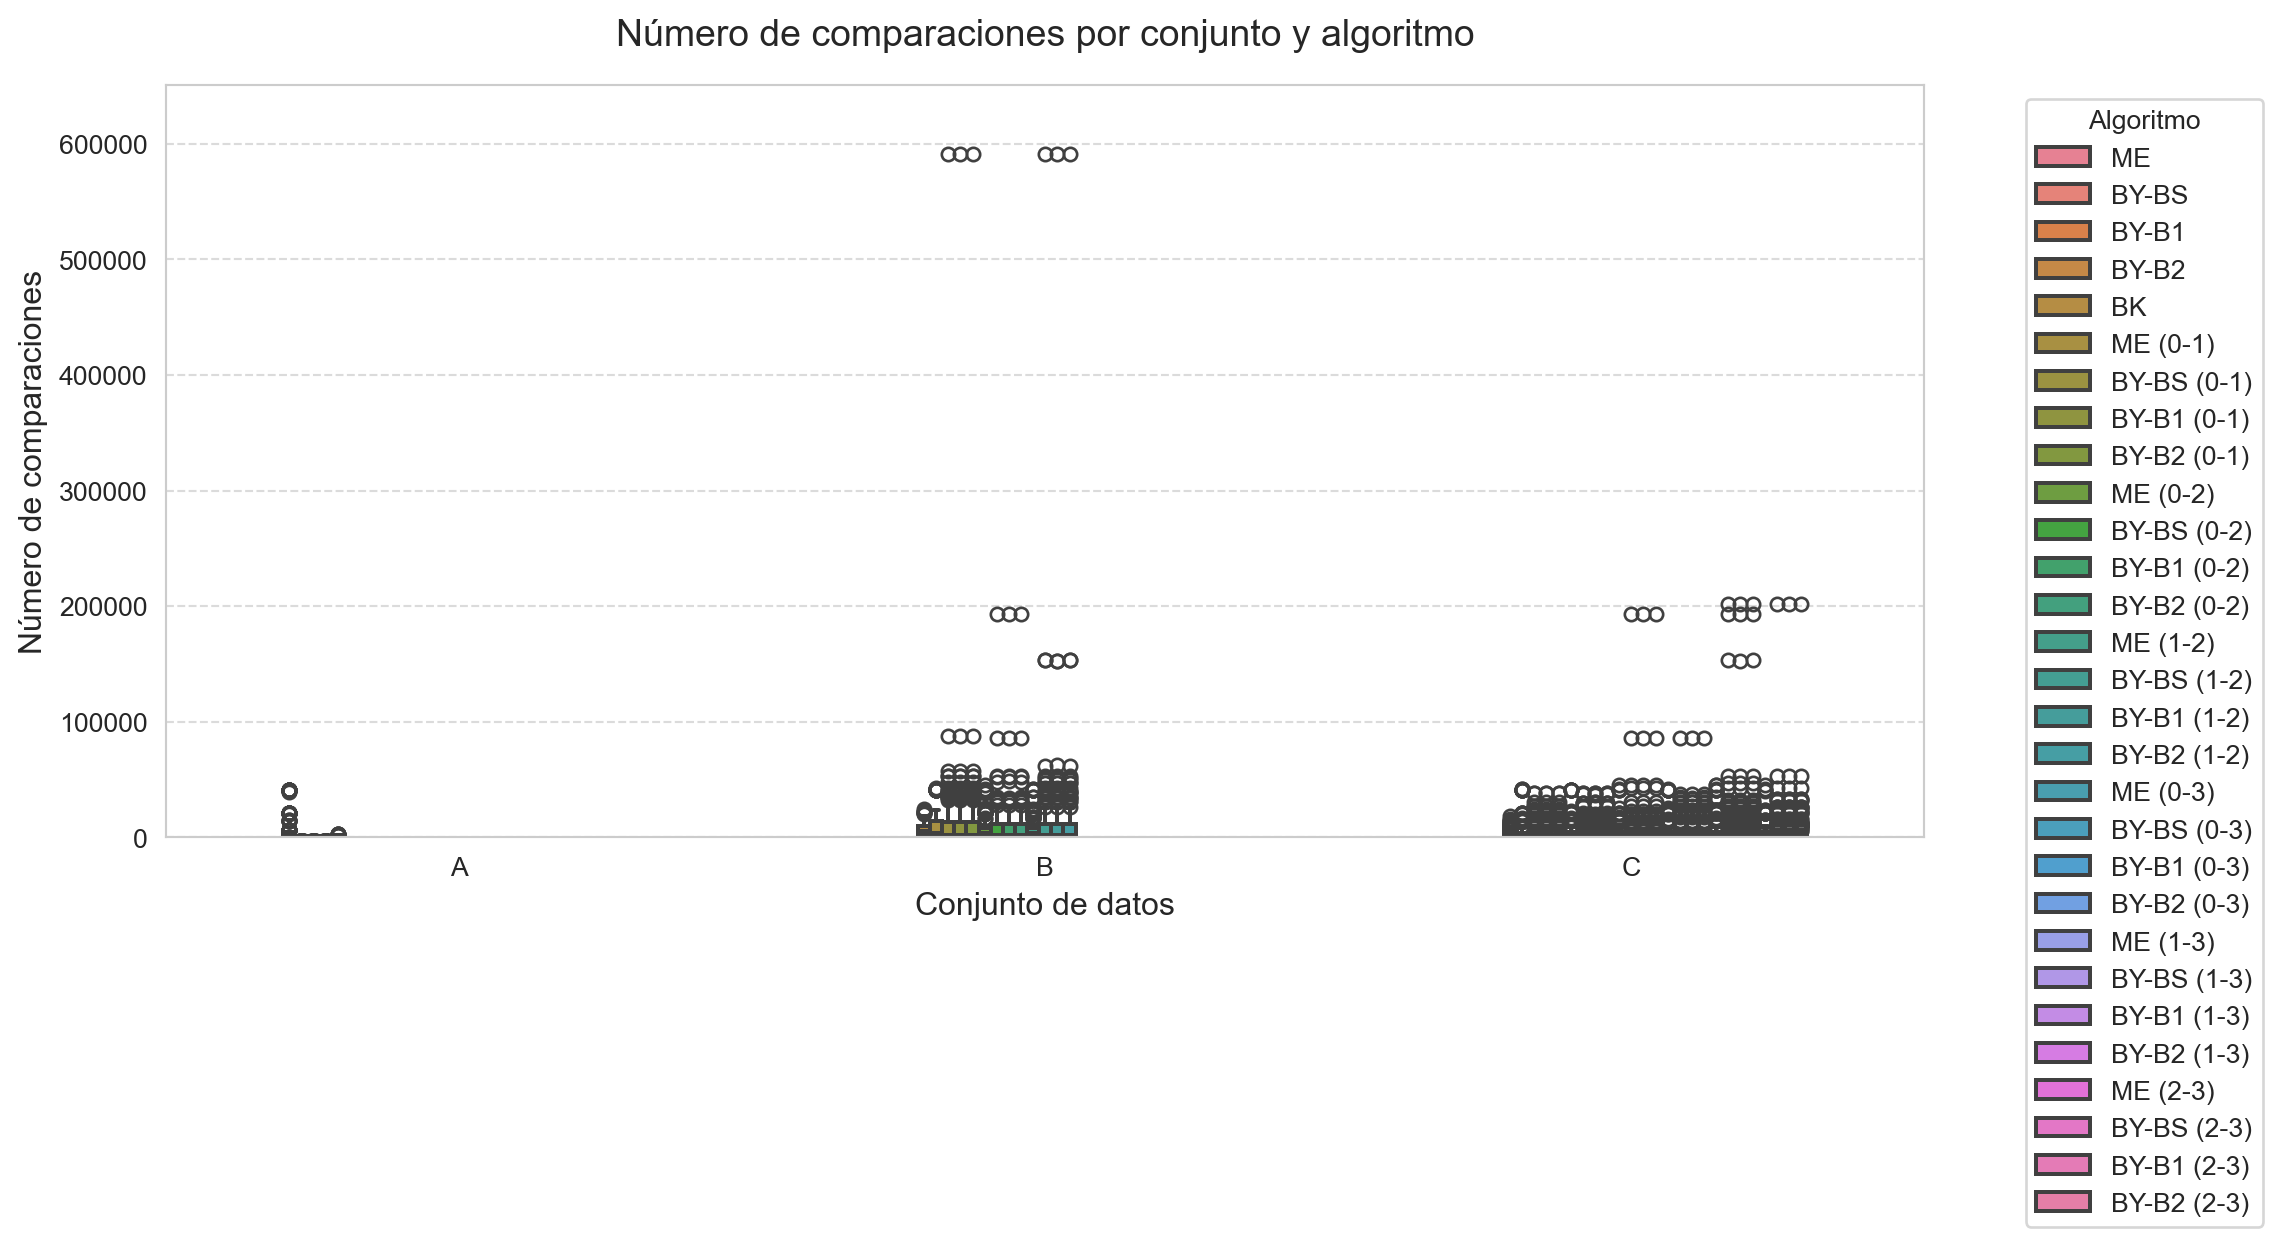 Número de comparaciones por conjunto y algoritmo
Número de comparaciones
600000
500000
400000
300000
200000
100000
0
A
B
C
Conjunto de datos
Algoritmo
ME
BY-BS
BY-B1
BY-B2
BK
ME (0-1)
BY-BS (0-1)
BY-B1 (0-1)
BY-B2 (0-1)
ME (0-2)
BY-BS (0-2)
BY-B1 (0-2)
BY-B2 (0-2)
ME (1-2)
BY-BS (1-2)
BY-B1 (1-2)
BY-B2 (1-2)
ME (0-3)
BY-BS (0-3)
BY-B1 (0-3)
BY-B2 (0-3)
ME (1-3)
BY-BS (1-3)
BY-B1 (1-3)
BY-B2 (1-3)
ME (2-3)
BY-BS (2-3)
BY-B1 (2-3)
BY-B2 (2-3)